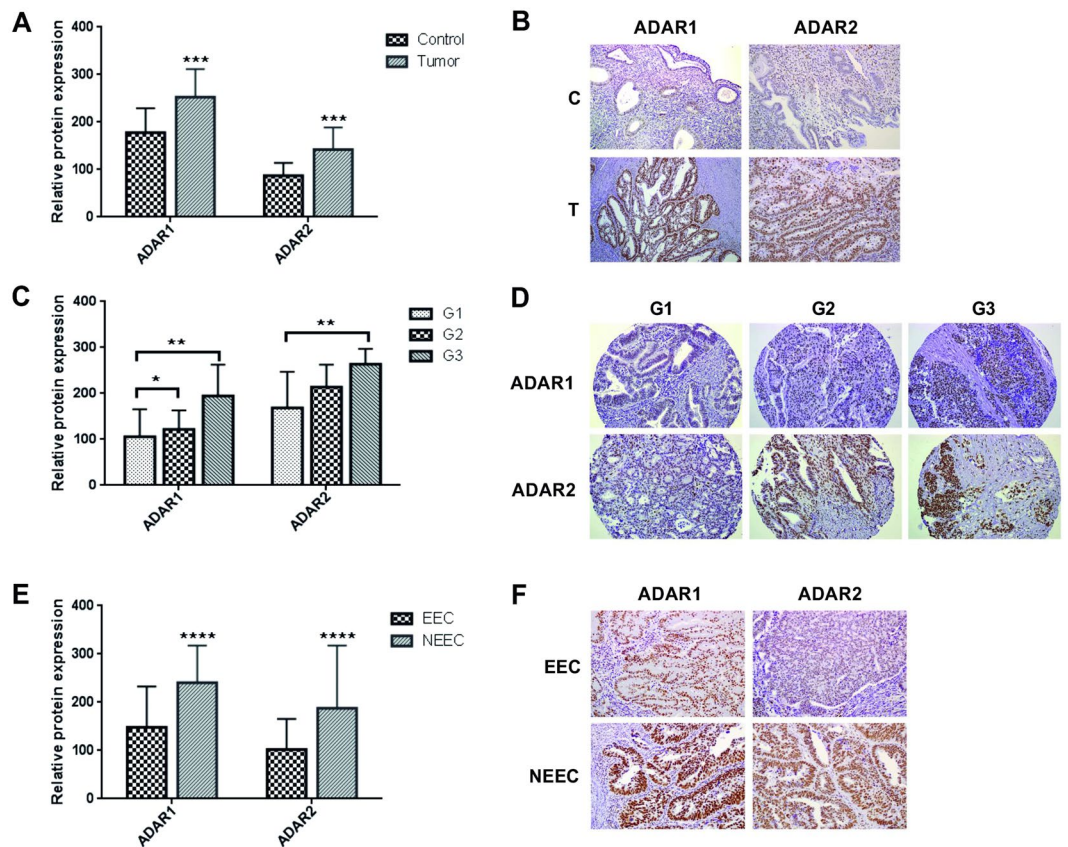 A
Relative protein expression
400
300
200
100
0
***
***
ADAR1
ADAR2
Control
Tumor
B
ADAR1
ADAR2
C
T
C
Relative protein expression
400
300
200
100
0
**
*
**
ADAR1
ADAR2
G1
G2
G3
D
G1
G2
G3
ADAR1
ADAR2
E
Relative protein expression
400
300
200
100
0
****
****
ADAR1
ADAR2
EEC
NEEC
F
ADAR1
ADAR2
EEC
NEEC